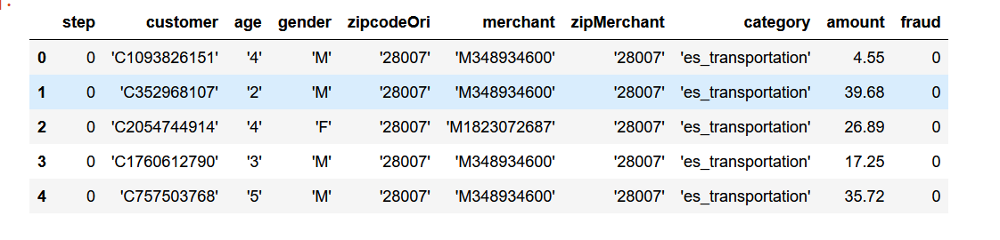 step customer age gender zipcodeOri merchant zipMerchant category amount fraud
0 0 'C1093826151' '4' 'M' '28007' 'M348934600' '28007' 'es_transportation' 4.55 0
1 0 'C352968107' '2' 'M' '28007' 'M348934600' '28007' 'es_transportation' 39.68 0
2 0 'C2054744914' '4' 'F' '28007' 'M1823072687' '28007' 'es_transportation' 26.89 0
3 0 'C1760612790' '3' 'M' '28007' 'M348934600' '28007' 'es_transportation' 17.25 0
4 0 'C757503768' '5' 'M' '28007' 'M348934600' '28007' 'es_transportation' 35.72 0